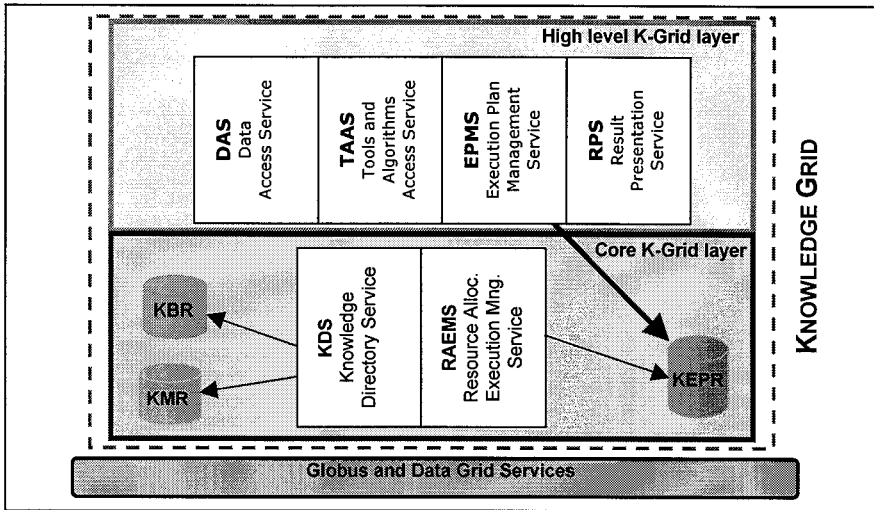 High level K-Grid layer
DAS
Data
Access Service
TAAS
Tools and
Algorithms
Access Service
EPMS
Execution Plan
Management
Service
RPS
Result
Presentation
Service
Core K-Grid layer
KBR
KMR
KDS
Knowledge
Directory Service
RAEMS
Resource Alloc.
Execution Mng.
Service
KEPR
KNOWLEDGE GRID
Globus and Data Grid Services